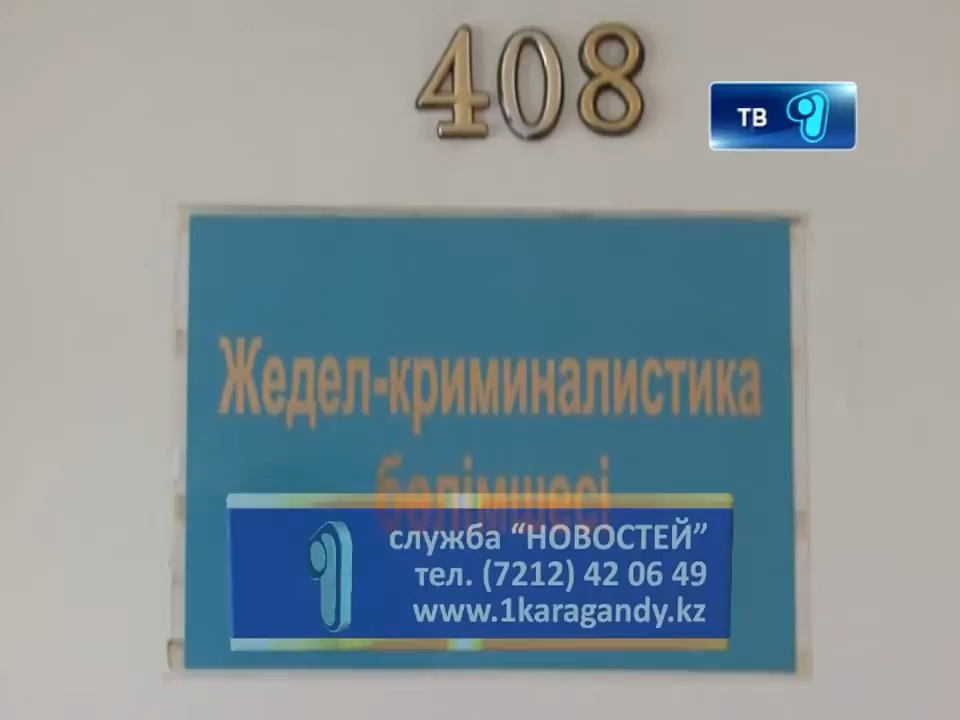 408
ТВ
Жедел-криминалистика
бөлімшесі
служба “НОВОСТЕЙ”
тел. (7212) 42 06 49
www.1karagandy.kz